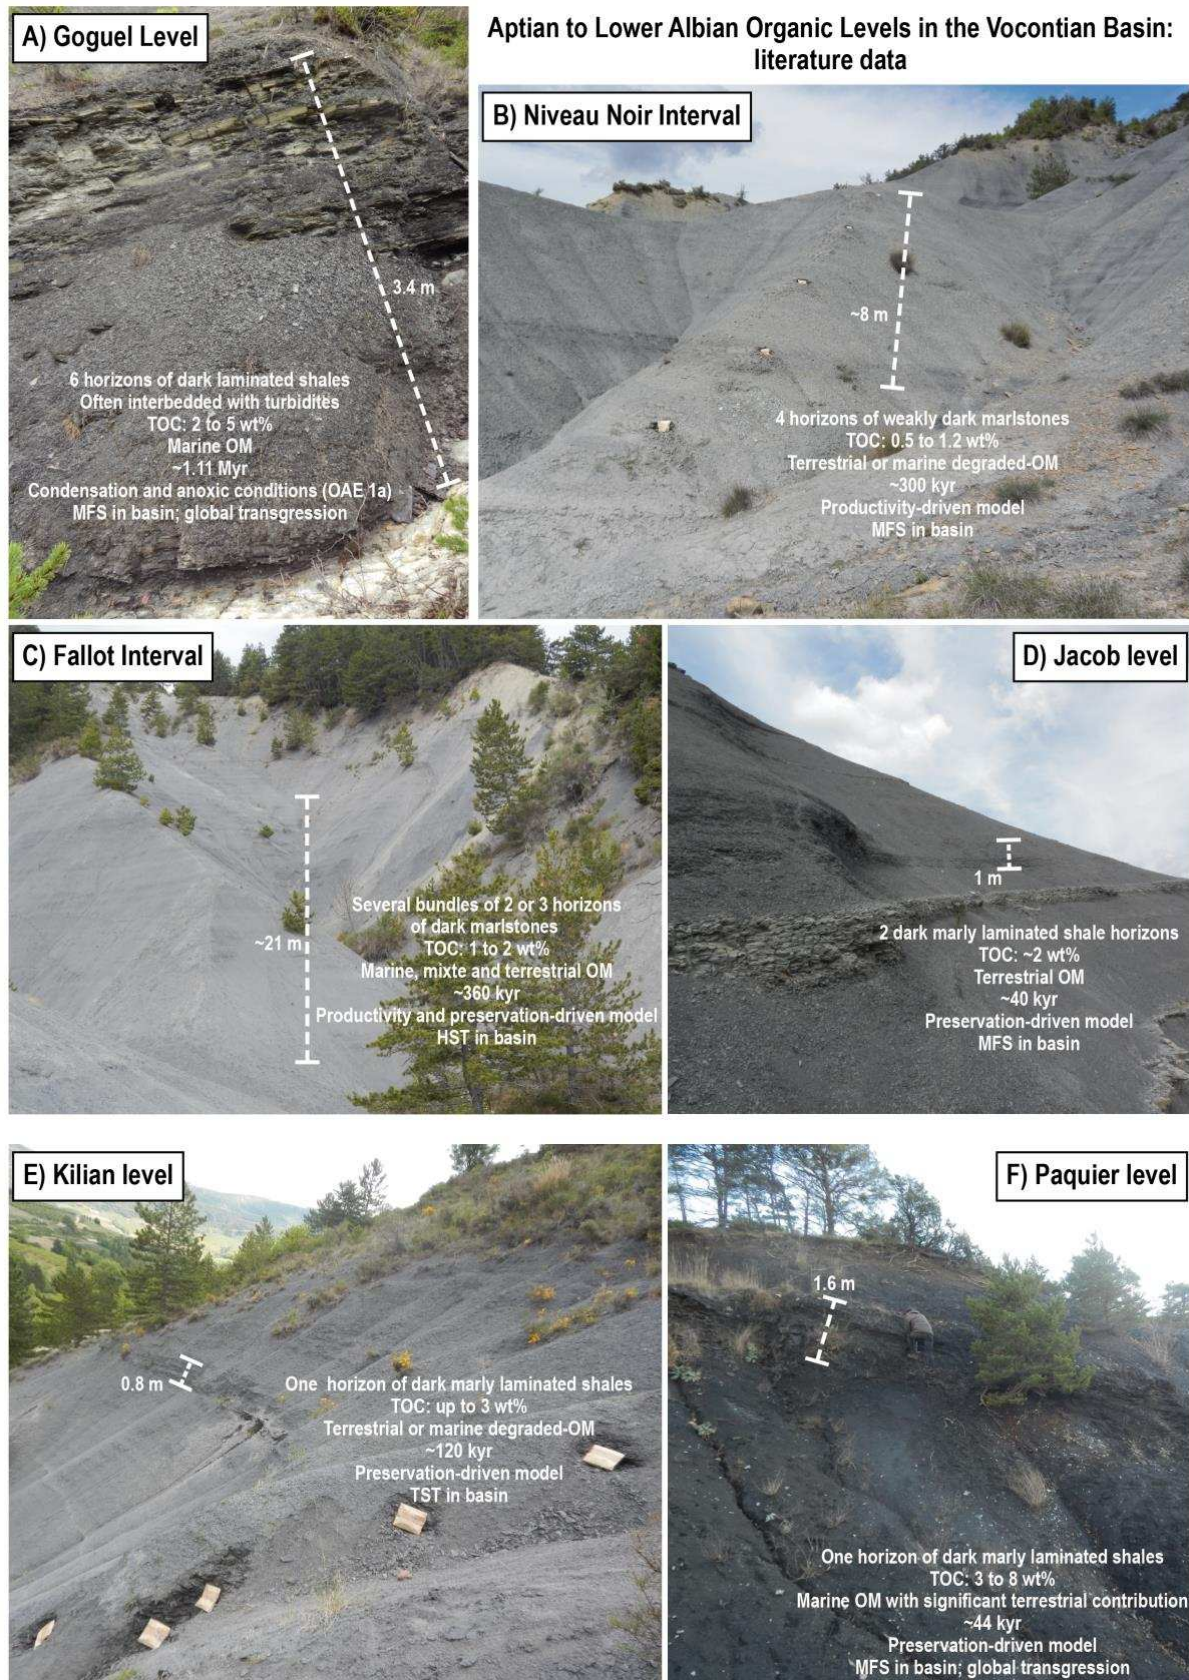 A) Goguel Level
Aptian to Lower Albian Organic Levels in the Vocontian Basin:
literature data
3.4 m
6 horizons of dark laminated shales
Often interbedded with turbidites
TOC: 2 to 5 wt%
Marine OM
~1.11 Myr
Condensation and anoxic conditions (OAE 1a)
MFS in basin; global transgression
B) Niveau Noir Interval
~8 m
4 horizons of weakly dark marlstones
TOC: 0.5 to 1.2 wt%
Terrestrial or marine degraded-OM
~300 kyr
Productivity-driven model
MFS in basin
C) Fallot Interval
~21 m
Several bundles of 2 or 3 horizons
of dark marlstones
TOC: 1 to 2 wt%
Marine, mixte and terrestrial OM
~360 kyr
Productivity and preservation-driven model
HST in basin
D) Jacob level
1 m
2 dark marly laminated shale horizons
TOC: ~2 wt%
Terrestrial OM
~40 kyr
Preservation-driven model
MFS in basin
E) Kilian level
0.8 m
One horizon of dark marly laminated shales
TOC: up to 3 wt%
Terrestrial or marine degraded-OM
~120 kyr
Preservation-driven model
TST in basin
F) Paquier level
1.6 m
One horizon of dark marly laminated shales
TOC: 3 to 8 wt%
Marine OM with significant terrestrial contribution
~44 kyr
Preservation-driven model
MFS in basin; global transgression